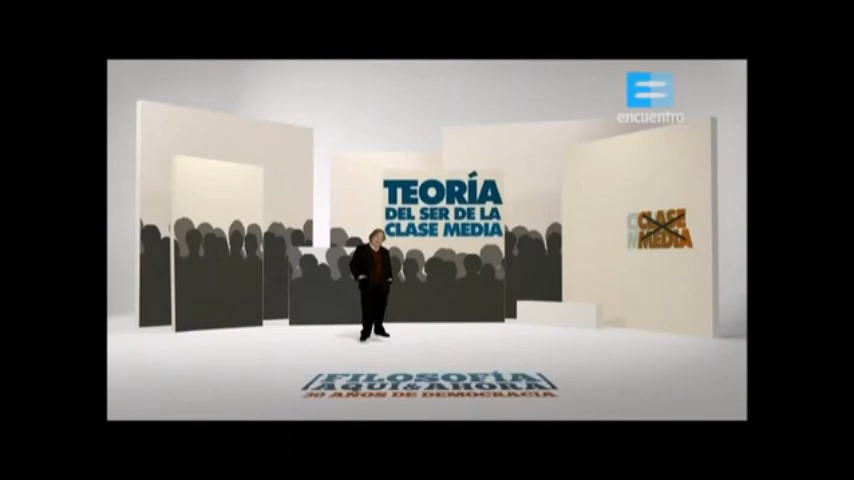 encuentro
TEORÍA
DEL SER DE LA
CLASE MEDIA
CLASE
MEDIA
[FILOSOFÍA
AQUÍ&AHORA]
30 AÑOS DE DEMOCRACIA